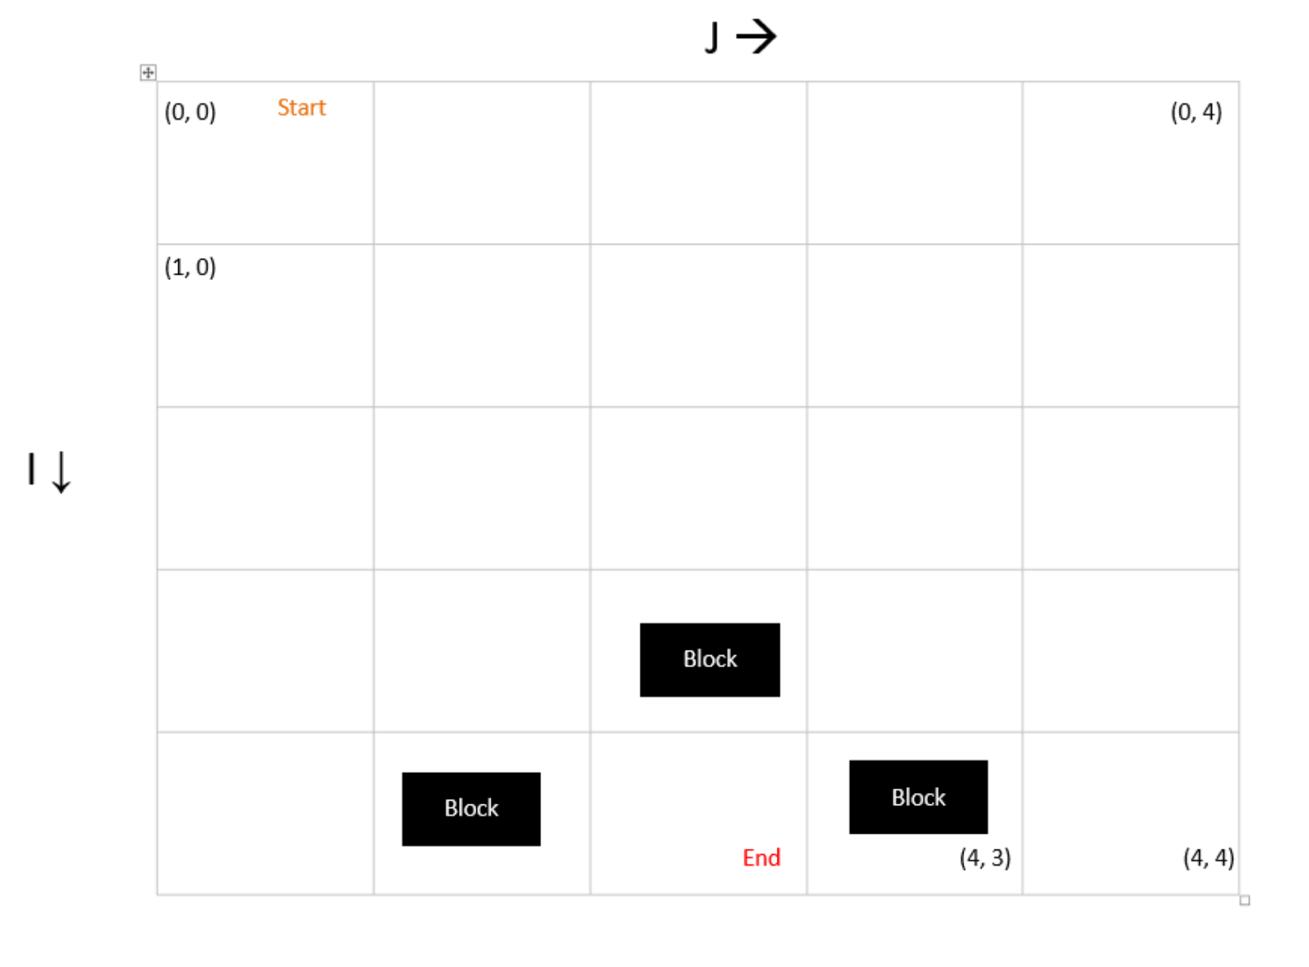 J →
(0, 0) Start (0, 4)
(1, 0)
I ↓
Block
Block
Block
End (4, 3) (4, 4)